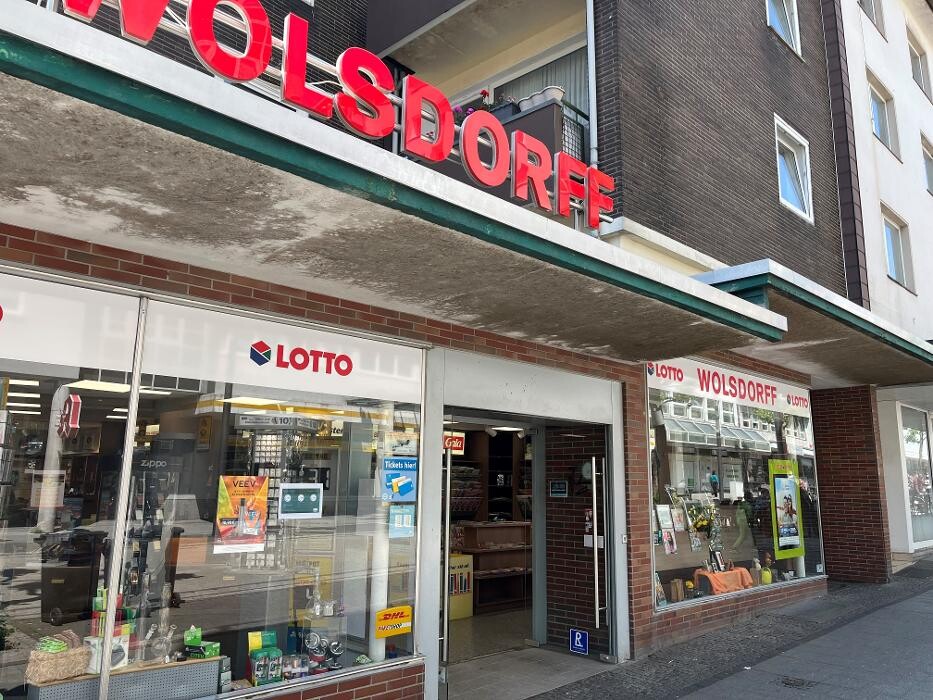 WOLSDORFF
LOTTO
LOTTO
WOLSDORFF
LOTTO
Gala
ZIPPO
VEEV
Tickets hier!
DHL